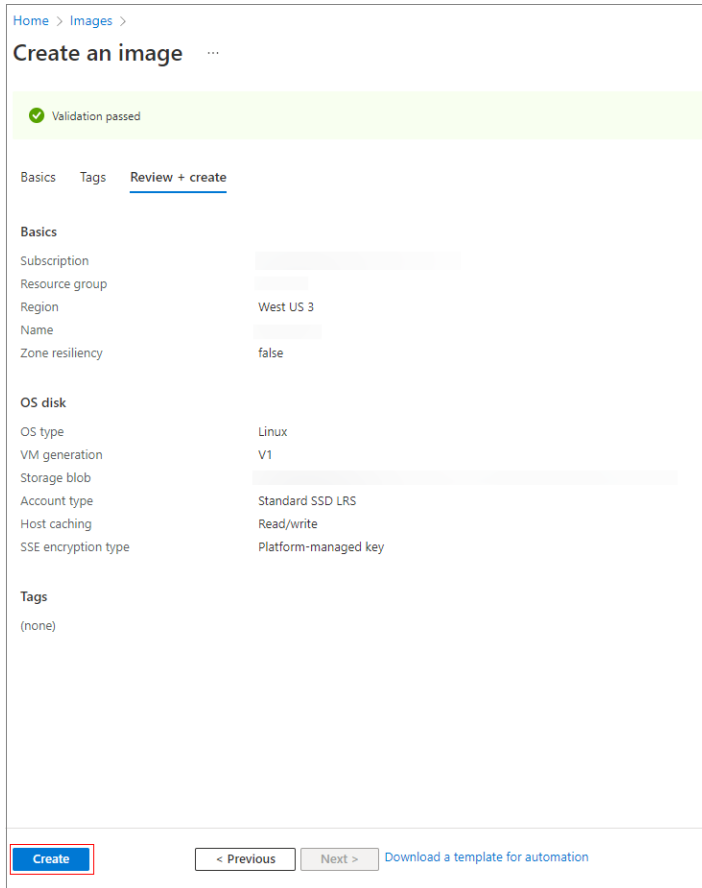 Home > Images >
Create an image ...
Validation passed
Basics Tags Review + create
Basics
Subscription
Resource group
Region West US 3
Name
Zone resiliency false
OS disk
OS type Linux
VM generation V1
Storage blob
Account type Standard SSD LRS
Host caching Read/write
SSE encryption type Platform-managed key
Tags
(none)
Create < Previous Next > Download a template for automation